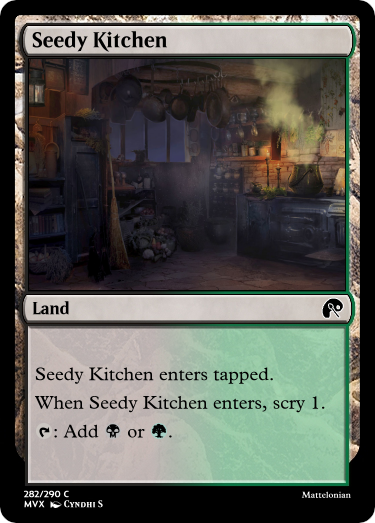 Seedy Kitchen
Land
Seedy Kitchen enters tapped.
When Seedy Kitchen enters, scry 1.
: Add or .
282/290 C
MVX Cyndhi S
Mattelonian